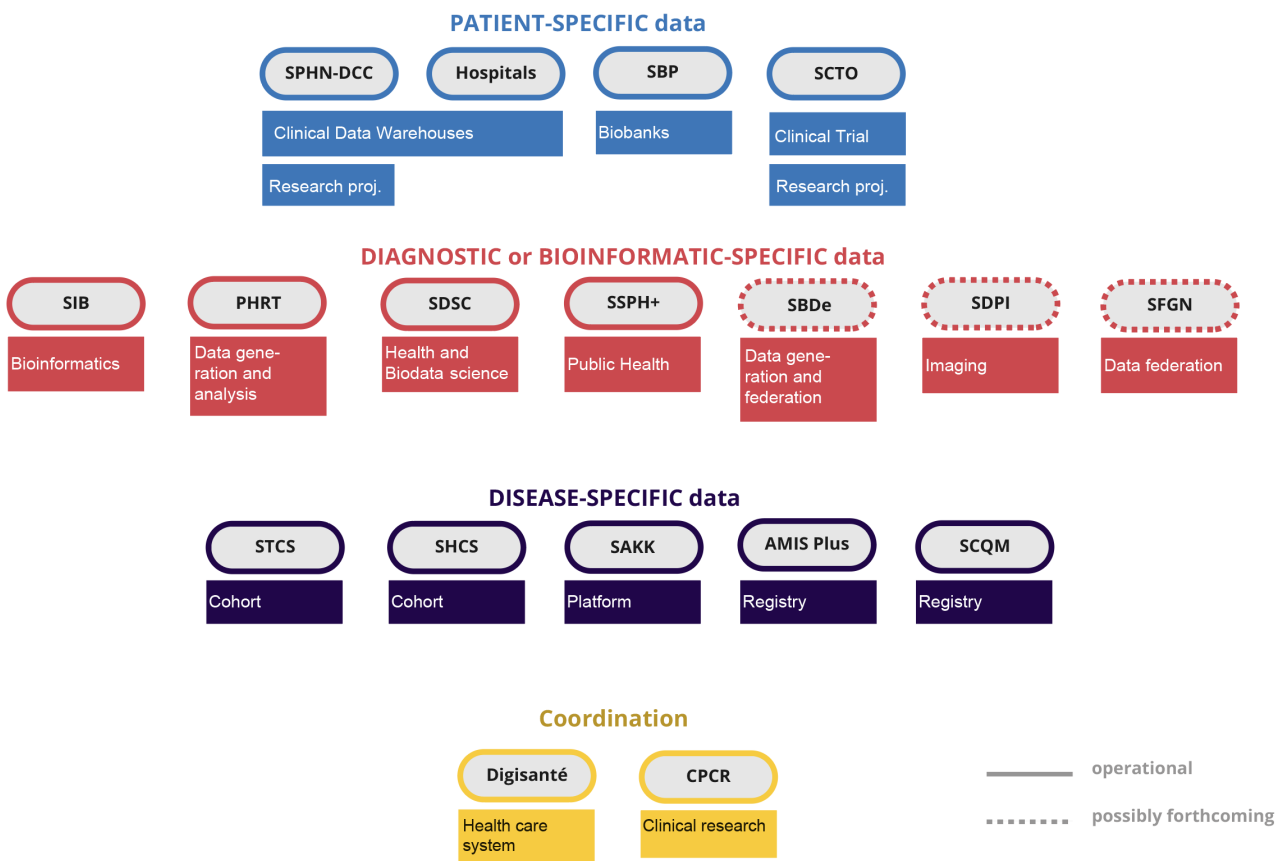 PATIENT-SPECIFIC data
SPHN-DCC
Hospitals
SBP
SCTO
Clinical Data Warehouses
Biobanks
Clinical Trial
Research proj.
Research proj.
DIAGNOSTIC or BIOINFORMATIC-SPECIFIC data
SIB
PHRT
SDSC
SSPH+
SBDe
SDPI
SFGN
Bioinformatics
Data gene-
ration and
analysis
Health and
Biodata science
Public Health
Data gene-
ration and
federation
Imaging
Data federation
DISEASE-SPECIFIC data
STCS
SHCS
SAKK
AMIS Plus
SCQM
Cohort
Cohort
Platform
Registry
Registry
Coordination
Digisanté
CPCR
Health care
system
Clinical research
operational
possibly forthcoming